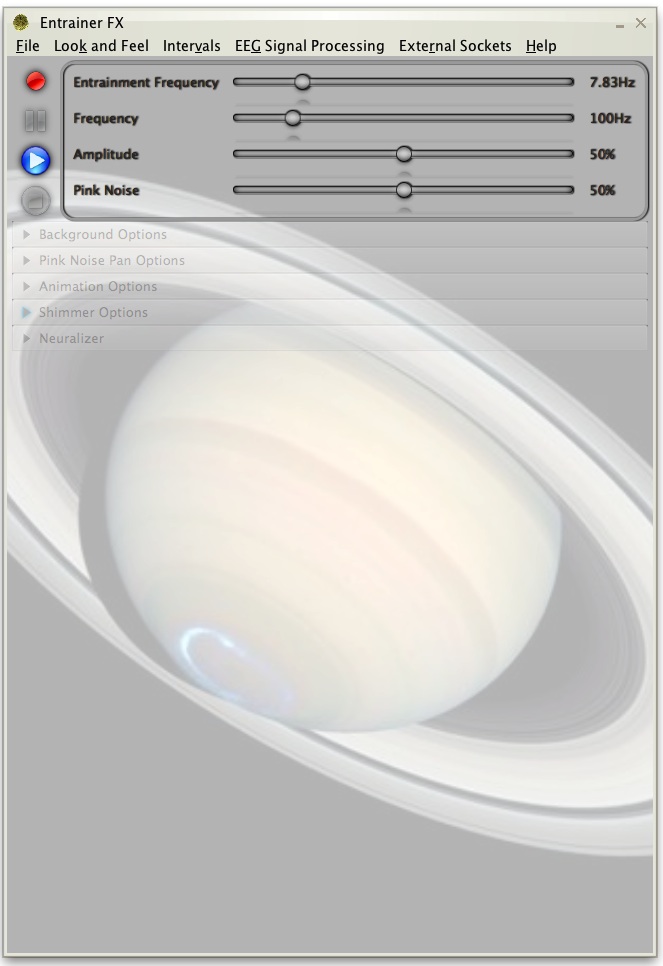 Entrainer FX
File Look and Feel Intervals EEG Signal Processing External Sockets Help
Entrainment Frequency 7.83Hz
Frequency 100Hz
Amplitude 50%
Pink Noise 50%
Background Options
Pink Noise Pan Options
Animation Options
Shimmer Options
Neuralizer